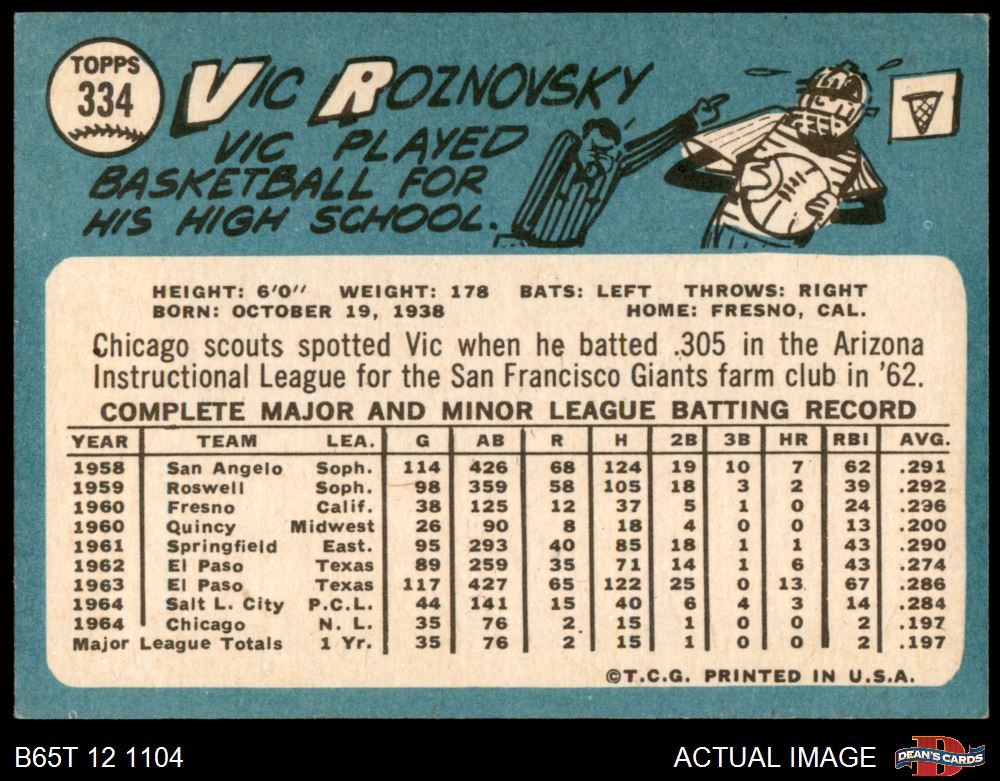 TOPPS
334
VIC ROZNOVSKY
VIC PLAYED
BASKETBALL FOR
HIS HIGH SCHOOL.
HEIGHT: 6'0" WEIGHT: 178 BATS: LEFT THROWS: RIGHT
BORN: OCTOBER 19, 1938 HOME: FRESNO, CAL.
Chicago scouts spotted Vic when he batted .305 in the Arizona
Instructional League for the San Francisco Giants farm club in '62.
COMPLETE MAJOR AND MINOR LEAGUE BATTING RECORD
YEAR TEAM LEA. G AB R H 2B 3B HR RBI AVG.
1958 San Angelo Soph. 114 426 68 124 19 10 7 62 .291
1959 Roswell Soph. 98 359 58 105 18 3 2 39 .292
1960 Fresno Calif. 38 125 12 37 5 1 0 24 .296
1960 Quincy Midwest 26 90 8 18 4 0 0 13 .200
1961 Springfield East. 95 293 40 85 18 1 1 43 .290
1962 El Paso Texas 89 259 35 71 14 1 6 43 .274
1963 El Paso Texas 117 427 65 122 25 0 13 67 .286
1964 Salt L. City P.C.L. 44 141 15 40 6 4 3 14 .284
1964 Chicago N. L. 35 76 2 15 1 0 0 2 .197
Major League Totals 1 Yr. 35 76 2 15 1 0 0 2 .197
©T.C.G. PRINTED IN U.S.A.
B65T 12 1104 ACTUAL IMAGE D DEAN'S CARDS